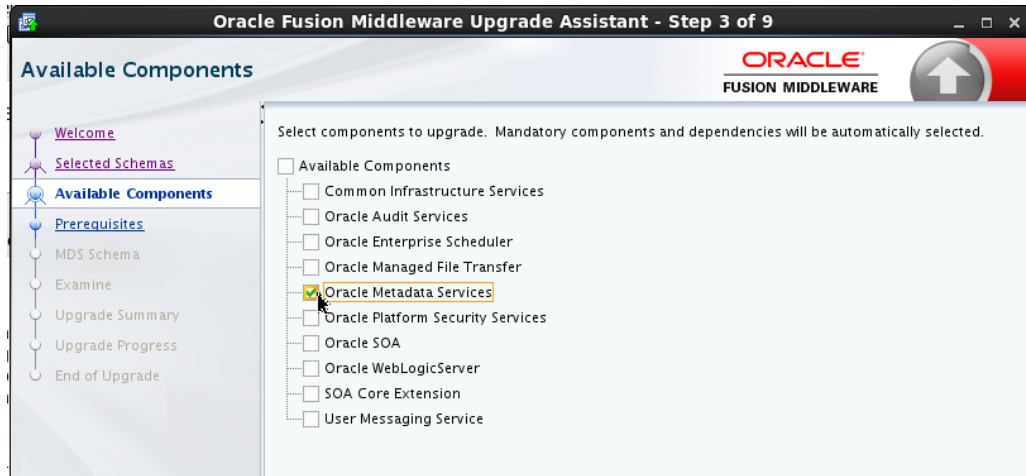 Oracle Fusion Middleware Upgrade Assistant - Step 3 of 9
Available Components
ORACLE
FUSION MIDDLEWARE
Welcome
Selected Schemas
Available Components
Prerequisites
MDS Schema
Examine
Upgrade Summary
Upgrade Progress
End of Upgrade
Select components to upgrade. Mandatory components and dependencies will be automatically selected.
Available Components
Common Infrastructure Services
Oracle Audit Services
Oracle Enterprise Scheduler
Oracle Managed File Transfer
Oracle Metadata Services
Oracle Platform Security Services
Oracle SOA
Oracle WebLogicServer
SOA Core Extension
User Messaging Service